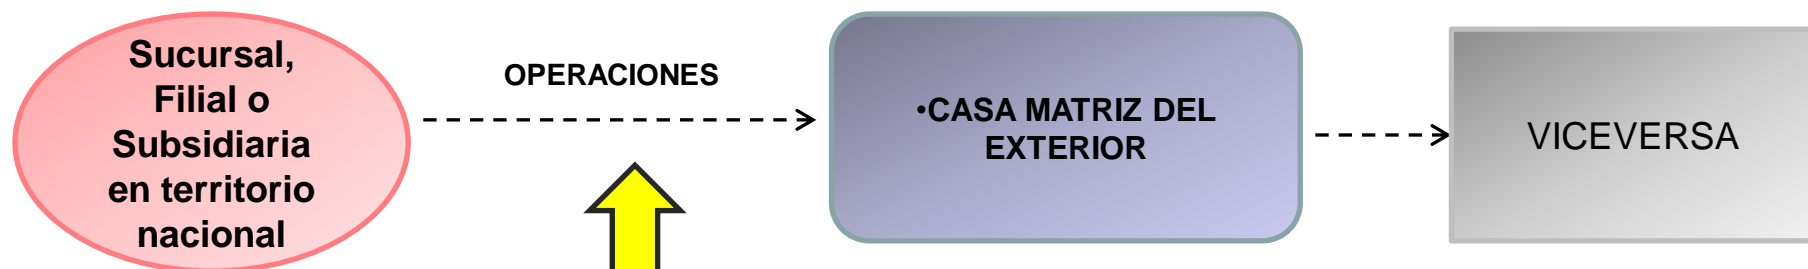 Sucursal,
Filial o
Subsidiaria
en territorio
nacional
OPERACIONES
•CASA MATRIZ DEL
EXTERIOR
VICEVERSA